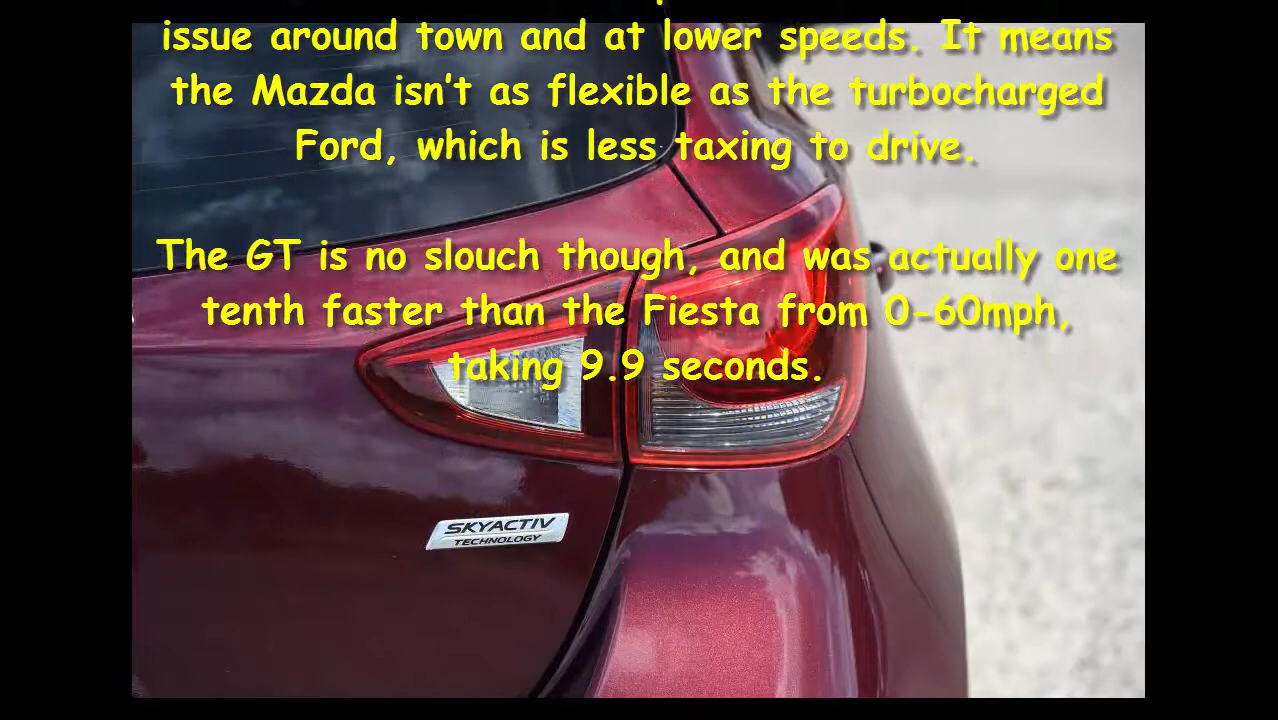 issue around town and at lower speeds. It means
the Mazda isn't as flexible as the turbocharged
Ford, which is less taxing to drive.
The GT is no slouch though, and was actually one
tenth faster than the Fiesta from 0-60mph,
taking 9.9 seconds.
SKYACTIV
TECHNOLOGY